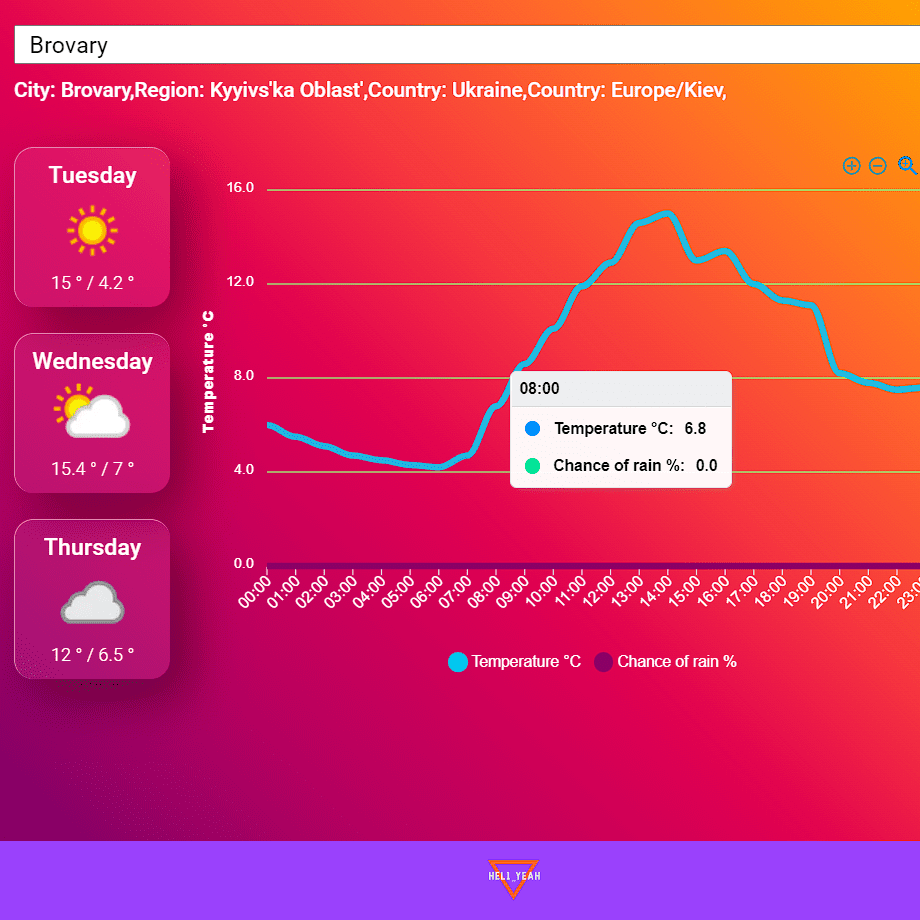 Brovary
City: Brovary,Region: Kyyivs'ka Oblast',Country: Ukraine,Country: Europe/Kiev,
Tuesday
15 ° / 4.2 °
Wednesday
15.4 ° / 7 °
Thursday
12 ° / 6.5 °
Temperature °C
16.0
12.0
8.0
4.0
0.0
08:00
Temperature °C: 6.8
Chance of rain %: 0.0
00:00 01:00 02:00 03:00 04:00 05:00 06:00 07:00 08:00 09:00 10:00 11:00 12:00 13:00 14:00 15:00 16:00 17:00 18:00 19:00 20:00 21:00 22:00 23:0
Temperature °C Chance of rain %
HEL1_YEAH